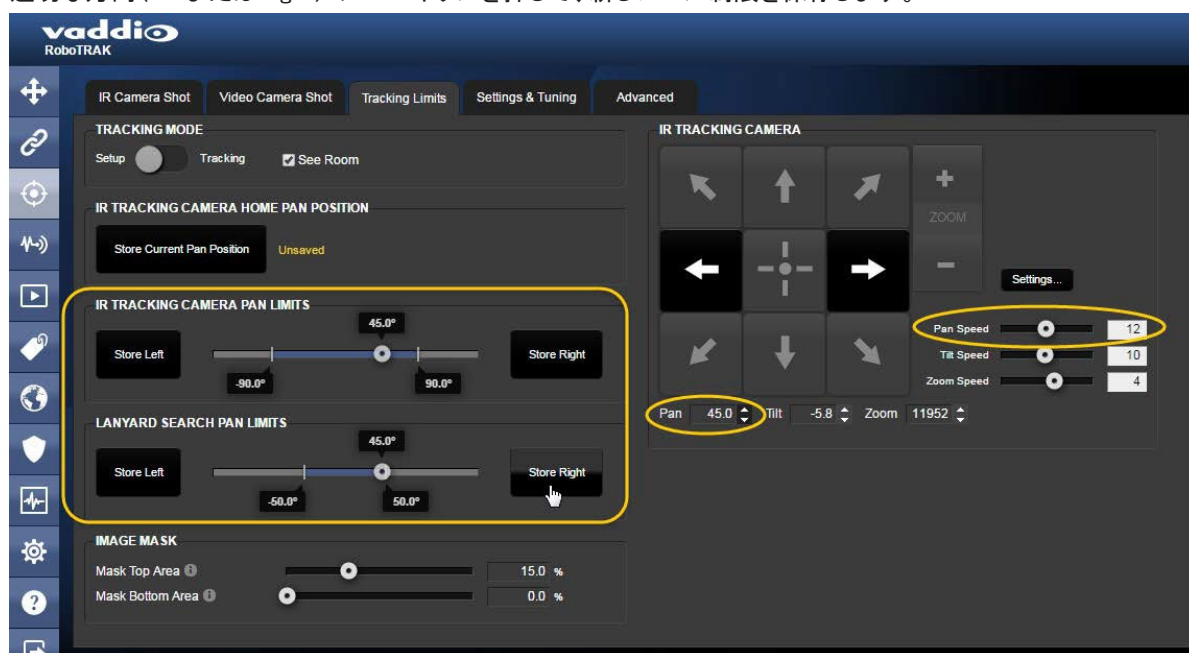 vaddio
RoboTRAK
IR Camera Shot
Video Camera Shot
Tracking Limits
Settings & Tuning
Advanced
TRACKING MODE
Setup
Tracking
See Room
IR TRACKING CAMERA HOME PAN POSITION
Store Current Pan Position
Unsaved
IR TRACKING CAMERA PAN LIMITS
45.0°
Store Left
Store Right
-90.0°
90.0°
LANYARD SEARCH PAN LIMITS
45.0°
Store Left
Store Right
-50.0°
50.0°
IMAGE MASK
Mask Top Area
15.0 %
Mask Bottom Area
0.0 %
IR TRACKING CAMERA
+
ZOOM
−
Settings...
Pan Speed 12
Tilt Speed 10
Zoom Speed 4
Pan 45.0 Tilt -5.8 Zoom 11952